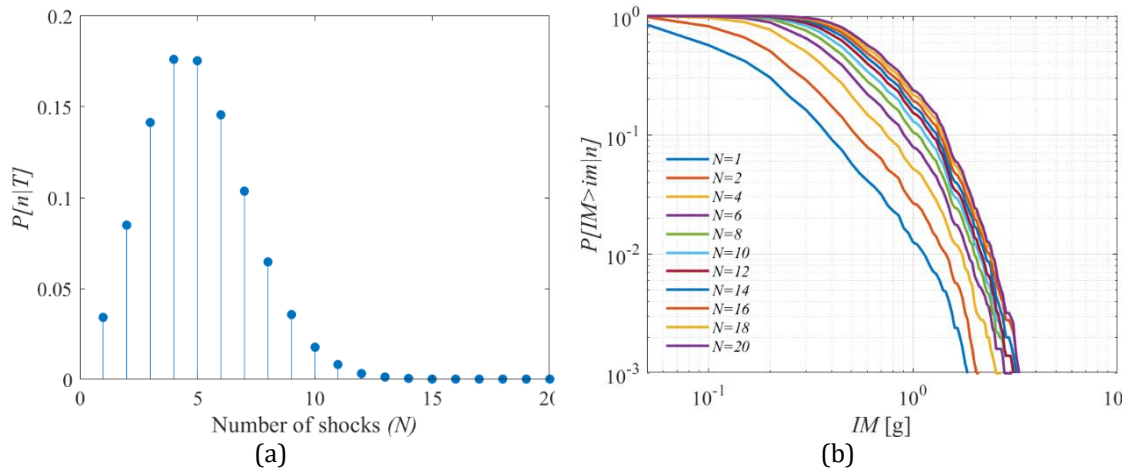 0.2
0.15
0.1
0.05
0
P[n|T]
0
5
10
15
20
Number of shocks (N)
(a)
10^0
10^-1
10^-2
10^-3
P[IM>im|n]
N=1
N=2
N=4
N=6
N=8
N=10
N=12
N=14
N=16
N=18
N=20
10^-1
10^0
10
IM [g]
(b)